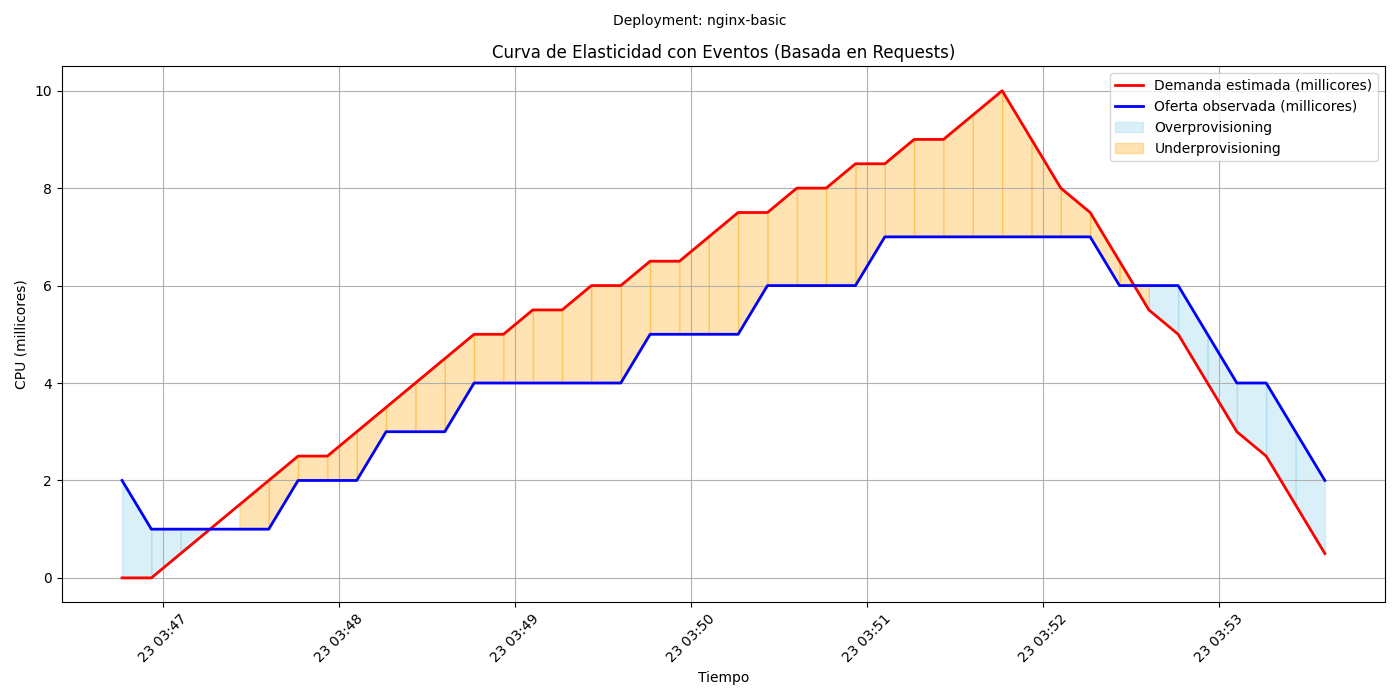 Deployment: nginx-basic
Curva de Elasticidad con Eventos (Basada en Requests)
Demanda estimada (millicores)
Oferta observada (millicores)
Overprovisioning
Underprovisioning
CPU (millicores)
10
8
6
4
2
0
23 03:47
23 03:48
23 03:49
23 03:50
23 03:51
23 03:52
23 03:53
Tiempo